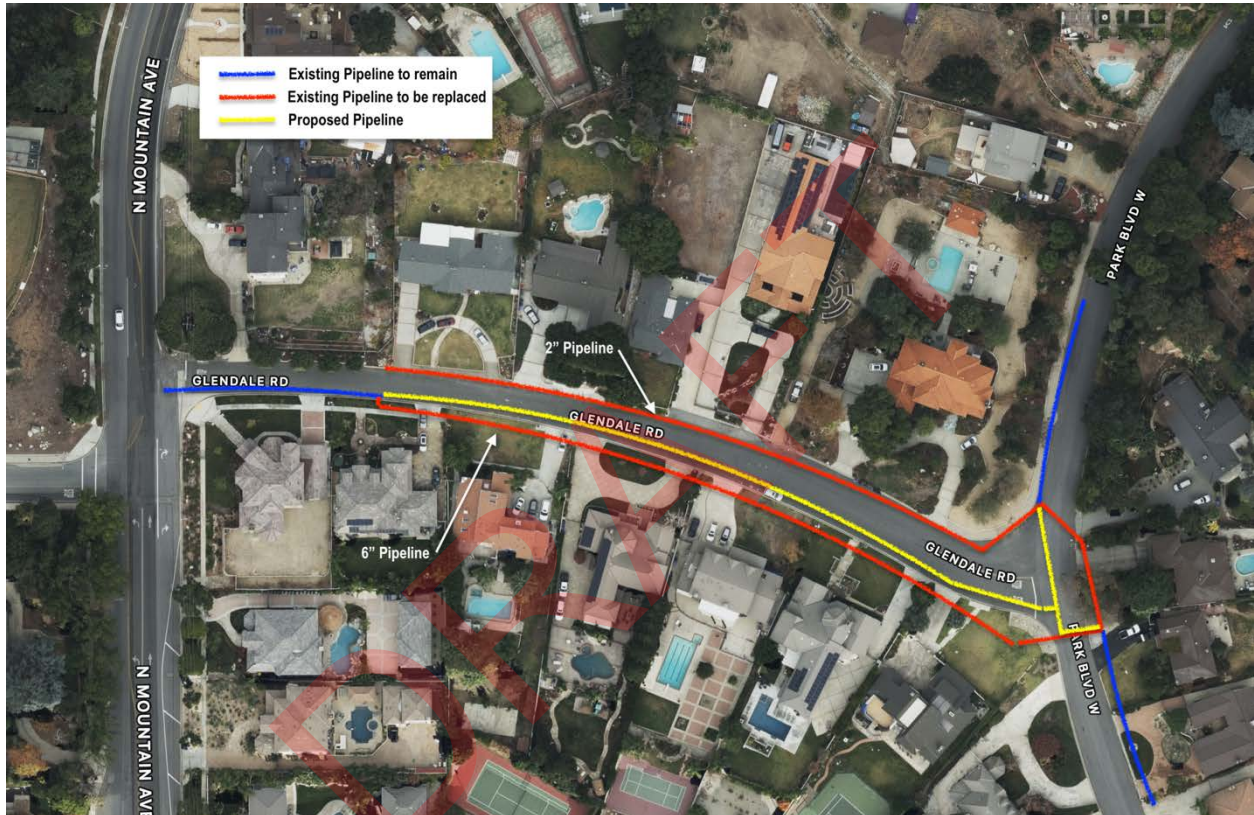 Existing Pipeline to remain
Existing Pipeline to be replaced
Proposed Pipeline
N MOUNTAIN AVE
PARK BLVD W
2" Pipeline
GLENDALE RD
GLENDALE RD
6" Pipeline
GLENDALE RD
PARK BLVD W
N MOUNTAIN AVE